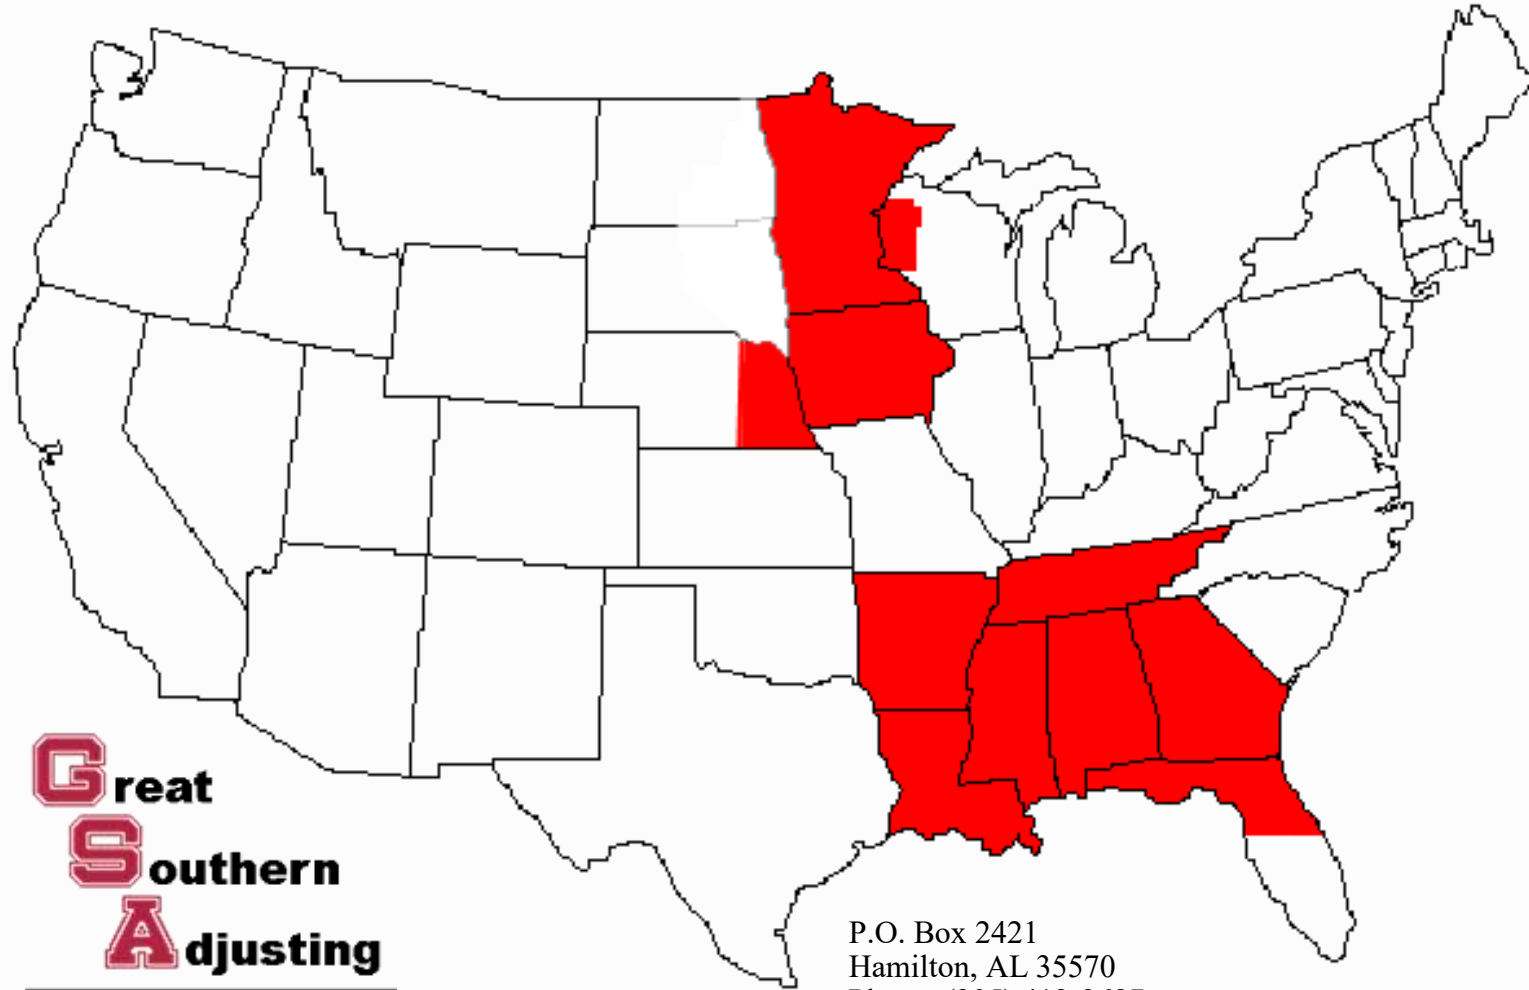 Great
Southern
Adjusting
P.O. Box 2421
Hamilton, AL 35570